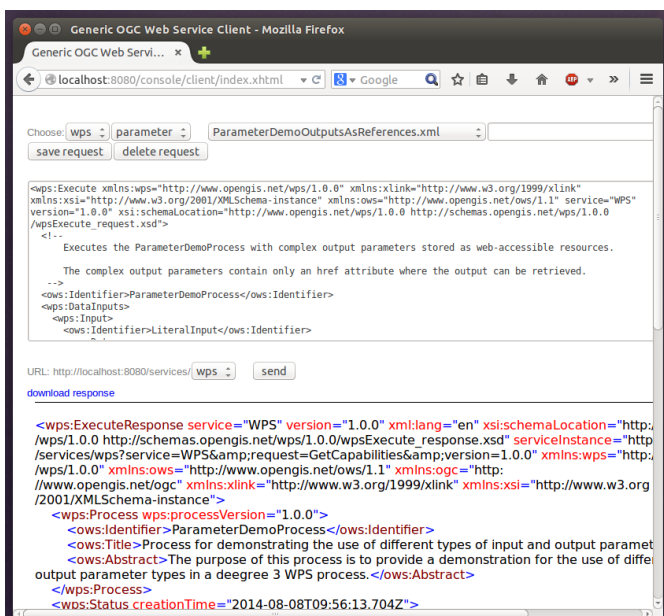 Generic OGC Web Service Client - Mozilla Firefox
Generic OGC Web Servi...
localhost:8080/console/client/index.xhtml
Google
ABP
Choose: wps parameter ParameterDemoOutputsAsReferences.xml
save request delete request
<wps:Execute xmlns:wps="http://www.opengis.net/wps/1.0.0" xmlns:xlink="http://www.w3.org/1999/xlink"
xmlns:xsi="http://www.w3.org/2001/XMLSchema-instance" xmlns:ows="http://www.opengis.net/ows/1.1" service="WPS"
version="1.0.0" xsi:schemaLocation="http://www.opengis.net/wps/1.0.0 http://schemas.opengis.net/wps/1.0.0
/wpsExecute_request.xsd">
<!--
Executes the ParameterDemoProcess with complex output parameters stored as web-accessible resources.
The complex output parameters contain only an href attribute where the output can be retrieved.
-->
<ows:Identifier>ParameterDemoProcess</ows:Identifier>
<wps:DataInputs>
<wps:Input>
<ows:Identifier>LiteralInput</ows:Identifier>
URL: http://localhost:8080/services/ wps send
download response
<wps:ExecuteResponse service="WPS" version="1.0.0" xml:lang="en" xsi:schemaLocation="http:/
/wps/1.0.0 http://schemas.opengis.net/wps/1.0.0/wpsExecute_response.xsd" serviceInstance="http
/services/wps?service=WPS&amp;request=GetCapabilities&amp;version=1.0.0" xmlns:wps="http:/
/wps/1.0.0" xmlns:ows="http://www.opengis.net/ows/1.1" xmlns:ogc="http:
//www.opengis.net/ogc" xmlns:xlink="http://www.w3.org/1999/xlink" xmlns:xsi="http://www.w3.org
/2001/XMLSchema-instance">
<wps:Process wps:processVersion="1.0.0">
<ows:Identifier>ParameterDemoProcess</ows:Identifier>
<ows:Title>Process for demonstrating the use of different types of input and output paramet
<ows:Abstract>The purpose of this process is to provide a demonstration for the use of differ
output parameter types in a deegree 3 WPS process.</ows:Abstract>
</wps:Process>
<wps:Status creationTime="2014-08-08T09:56:13.704Z">